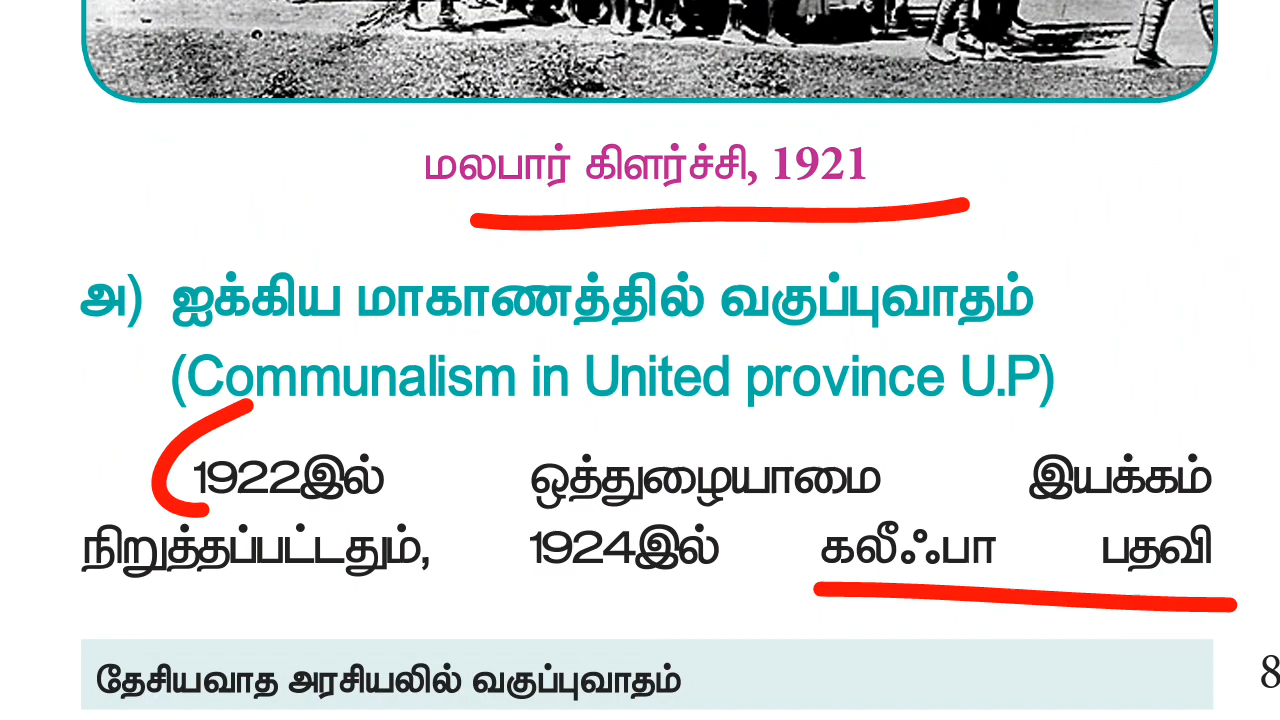 மலபார் கிளர்ச்சி, 1921
அ) ஐக்கிய மாகாணத்தில் வகுப்புவாதம்
(Communalism in United province U.P)
1922இல் ஒத்துழையாமை இயக்கம்
நிறுத்தப்பட்டதும், 1924இல் கலீஃபா பதவி
தேசியவாத அரசியலில் வகுப்புவாதம்
8